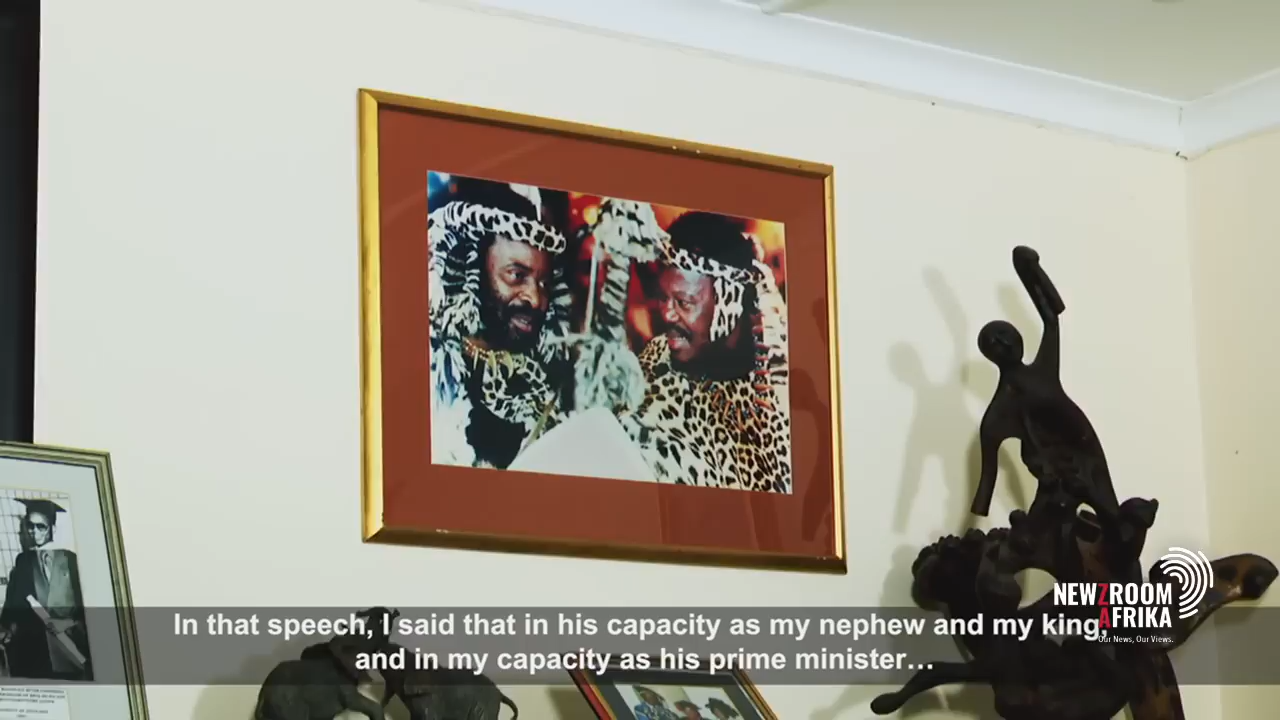 In that speech, I said that in his capacity as my nephew and my king,
and in my capacity as his prime minister…
NEWZROOM
AFRIKA
Our News, Our Views.